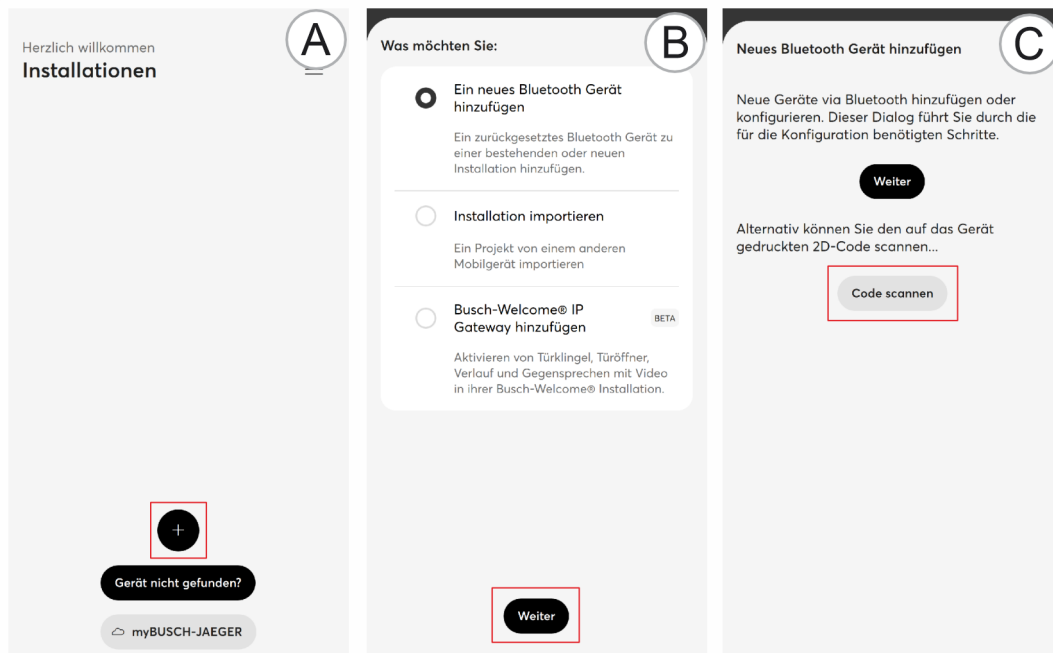 A
Herzlich willkommen
Installationen
+
Gerät nicht gefunden?
myBUSCH-JAEGER
B
Was möchten Sie:
Ein neues Bluetooth Gerät
hinzufügen
Ein zurückgesetztes Bluetooth Gerät zu
einer bestehenden oder neuen
Installation hinzufügen.
Installation importieren
Ein Projekt von einem anderen
Mobilgerät importieren
Busch-Welcome® IP
Gateway hinzufügen
BETA
Aktivieren von Türklingel, Türöffner,
Verlauf und Gegensprechen mit Video
in ihrer Busch-Welcome® Installation.
Weiter
C
Neues Bluetooth Gerät hinzufügen
Neue Geräte via Bluetooth hinzufügen oder
konfigurieren. Dieser Dialog führt Sie durch die
für die Konfiguration benötigten Schritte.
Weiter
Alternativ können Sie den auf das Gerät
gedruckten 2D-Code scannen...
Code scannen